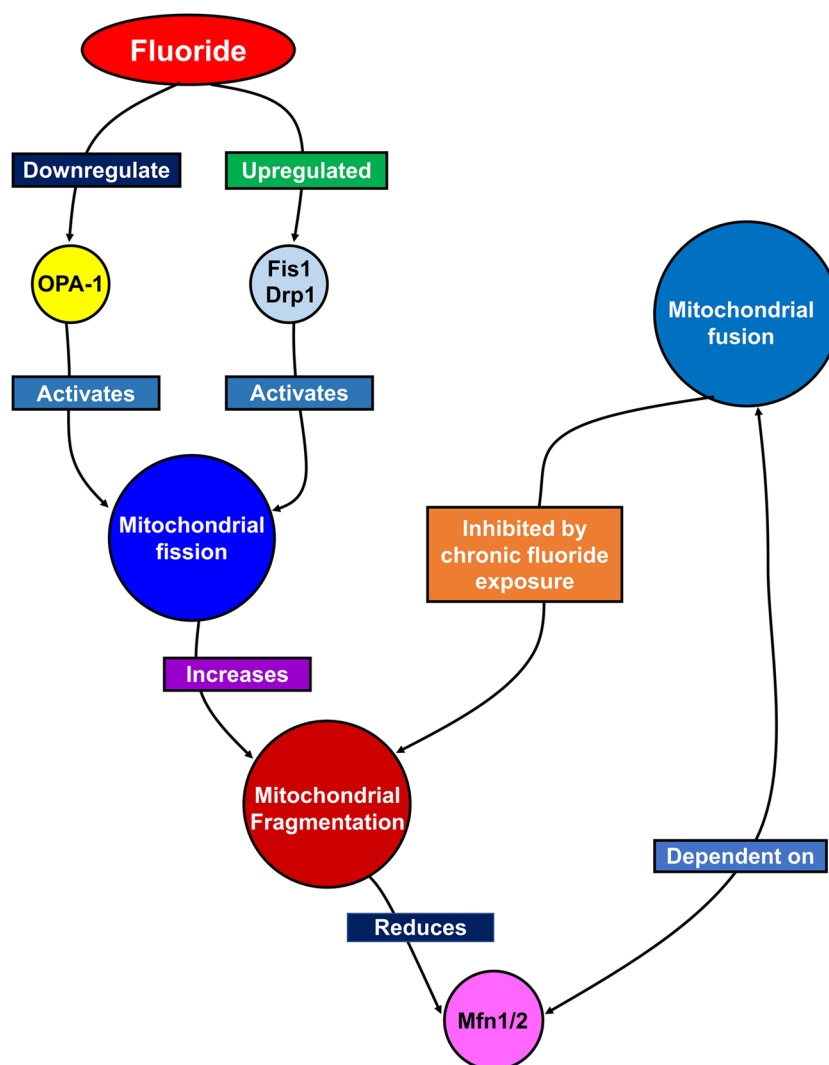 Fluoride
Downregulate
Upregulated
OPA-1
Fis1
Drp1
Mitochondrial
fusion
Activates
Activates
Mitochondrial
fission
Inhibited by
chronic fluoride
exposure
Increases
Mitochondrial
Fragmentation
Dependent on
Reduces
Mfn1/2